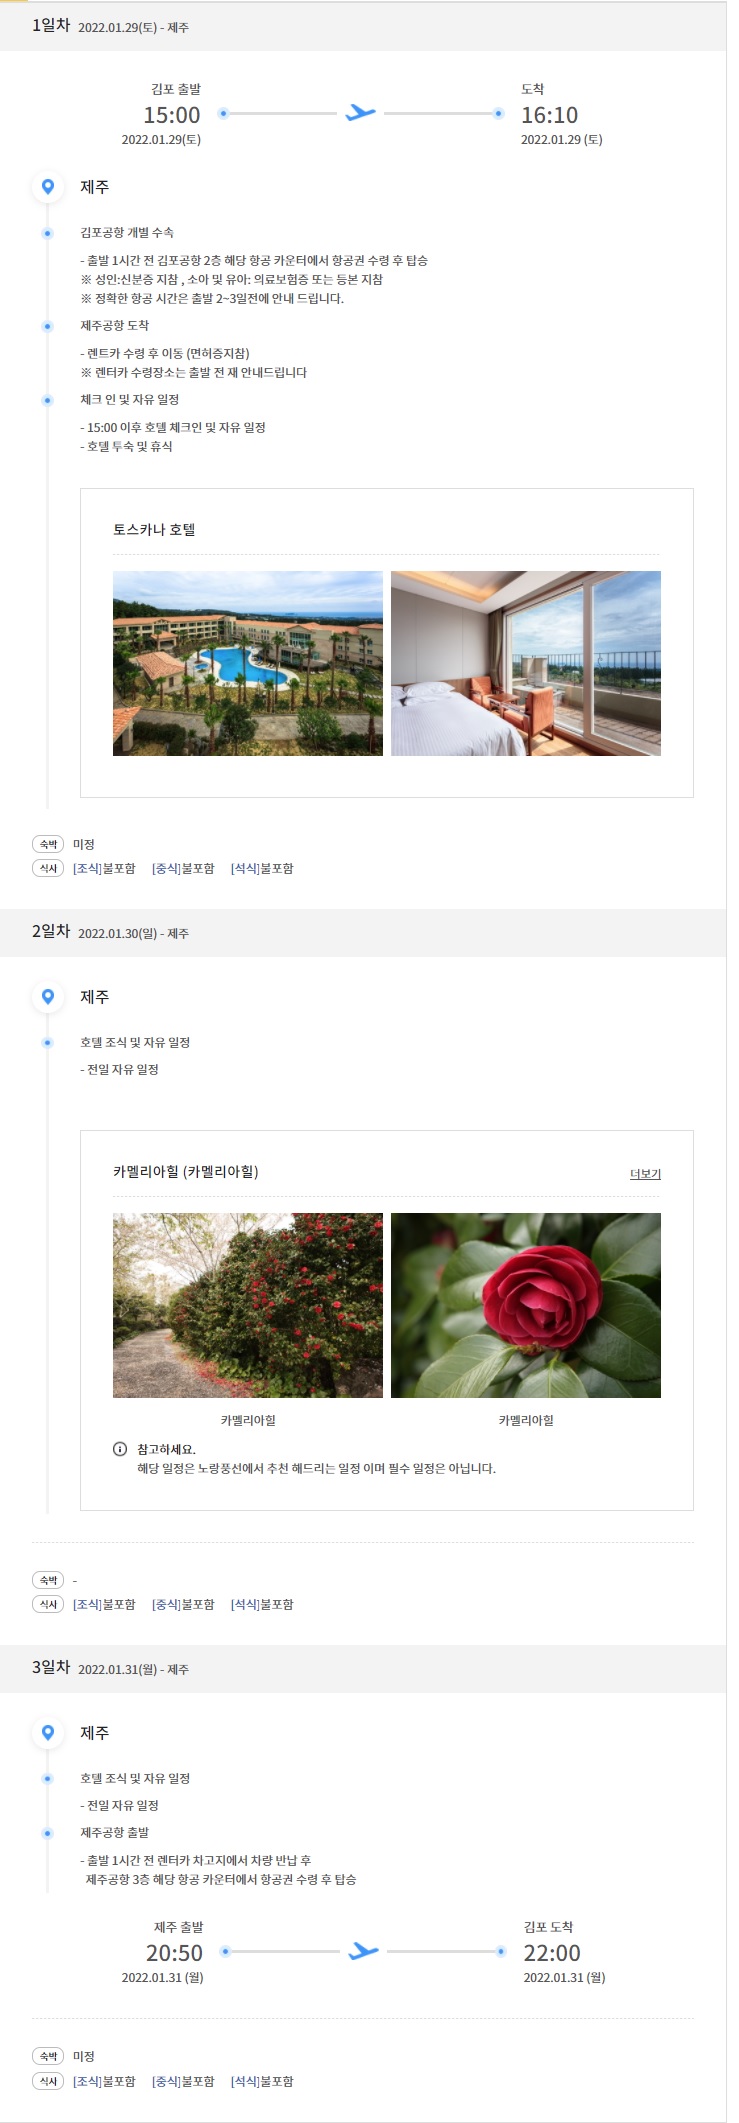 1일차 2022.01.29(토) - 제주
김포 출발
15:00
2022.01.29(토)
도착
16:10
2022.01.29 (토)
제주
김포공항 개별 수속
- 출발 1시간 전 김포공항 2층 해당 항공 카운터에서 항공권 수령 후 탑승
※ 성인:신분증 지참 , 소아 및 유아: 의료보험증 또는 등본 지참
※ 정확한 항공 시간은 출발 2~3일전에 안내 드립니다.
제주공항 도착
- 렌트카 수령 후 이동 (면허증지참)
※ 렌터카 수령장소는 출발 전 재 안내드립니다
체크 인 및 자유 일정
- 15:00 이후 호텔 체크인 및 자유 일정
- 호텔 투숙 및 휴식
토스카나 호텔
숙박 미정
식사 [조식]불포함 [중식]불포함 [석식]불포함
2일차 2022.01.30(일) - 제주
제주
호텔 조식 및 자유 일정
- 전일 자유 일정
카멜리아힐 (카멜리아힐) 더보기
카멜리아힐 카멜리아힐
참고하세요.
해당 일정은 노랑풍선에서 추천 해드리는 일정 이며 필수 일정은 아닙니다.
숙박 -
식사 [조식]불포함 [중식]불포함 [석식]불포함
3일차 2022.01.31(월) - 제주
제주
호텔 조식 및 자유 일정
- 전일 자유 일정
제주공항 출발
- 출발 1시간 전 렌터카 차고지에서 차량 반납 후
제주공항 3층 해당 항공 카운터에서 항공권 수령 후 탑승
제주 출발
20:50
2022.01.31 (월)
김포 도착
22:00
2022.01.31 (월)
숙박 미정
식사 [조식]불포함 [중식]불포함 [석식]불포함